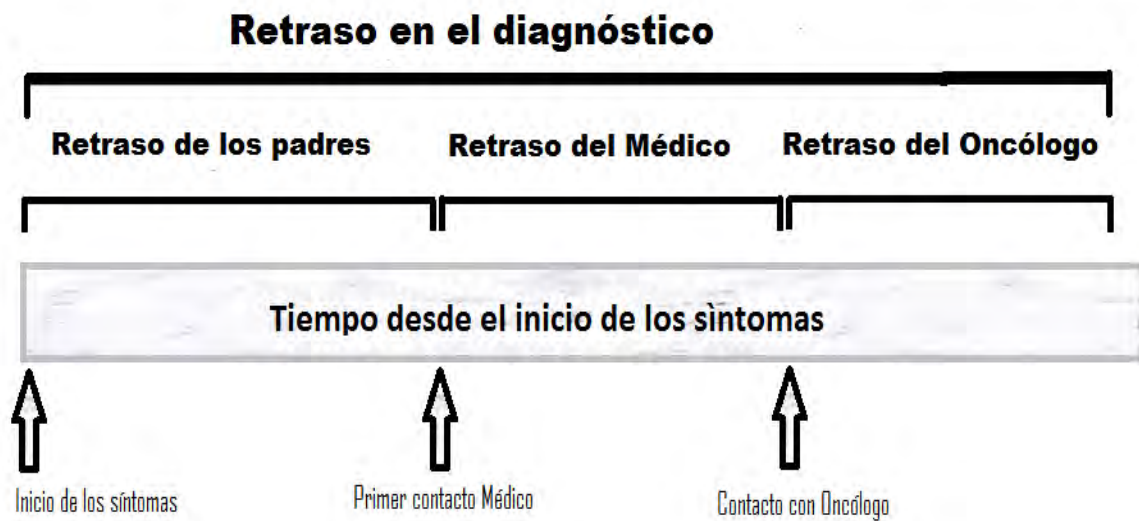 Retraso en el diagnóstico
Retraso de los padres
Retraso del Médico
Retraso del Oncólogo
Tiempo desde el inicio de los sìntomas
Inicio de los síntomas
Primer contacto Médico
Contacto con Oncólogo